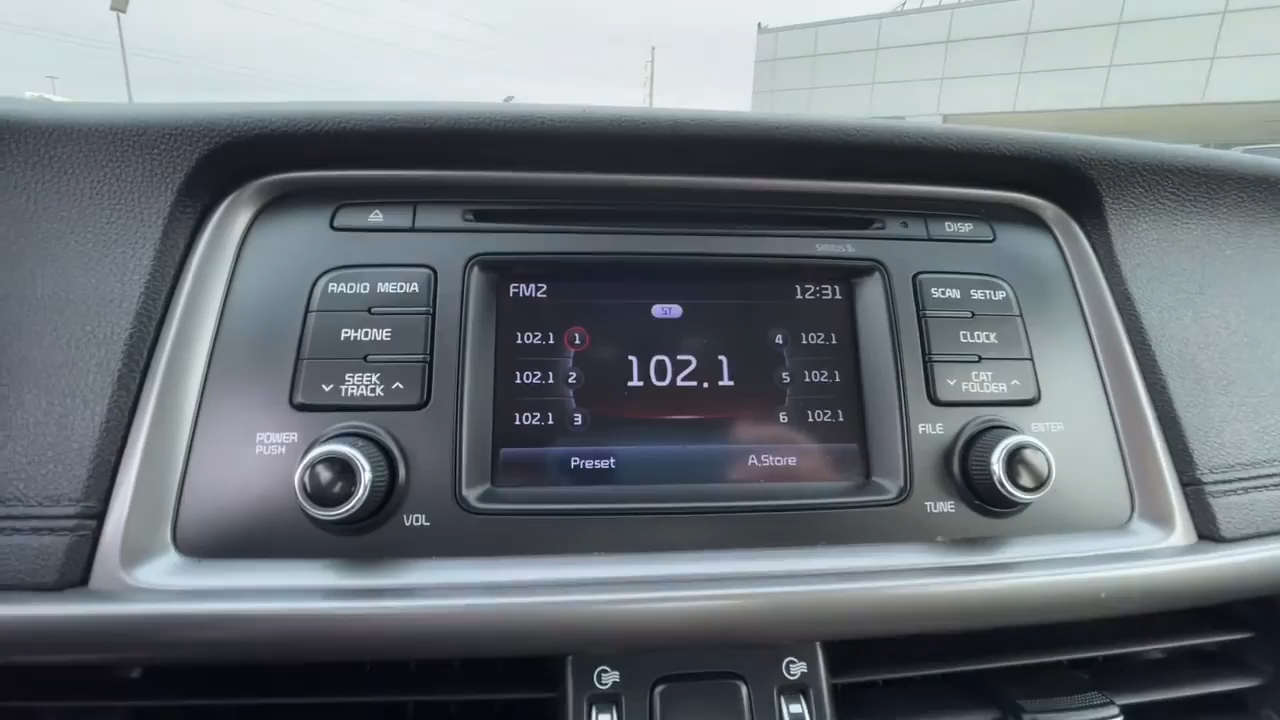 DISP
SIRIUS
RADIO MEDIA
PHONE
SEEK
TRACK
POWER
PUSH
VOL
FM2
12:31
ST
102.1 1
102.1 2
102.1 3
102.1
4 102.1
5 102.1
6 102.1
Preset
A.Store
SCAN SETUP
CLOCK
CAT
FOLDER
FILE
ENTER
TUNE